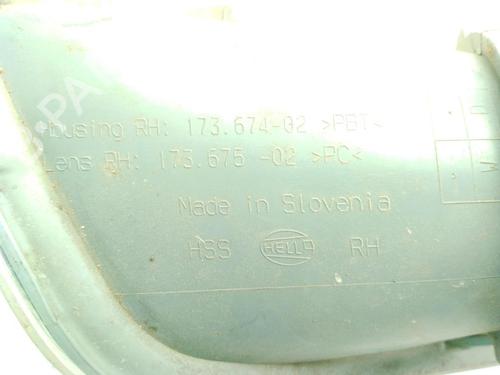 Housing RH: 173.674-02 >PBT<
Lens RH: 173.675 -02 >PC<
Made in Slovenia
HSS HELLA RH